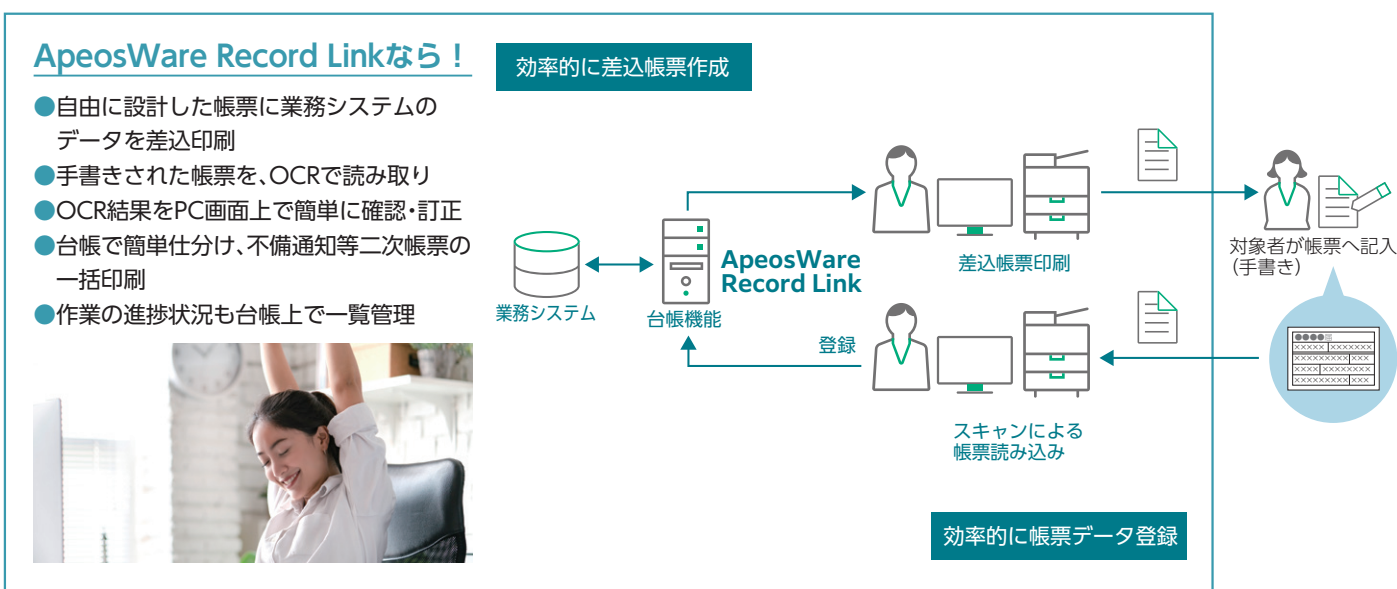 ApeosWare Record Linkなら!
●自由に設計した帳票に業務システムの
データを差込印刷
●手書きされた帳票を、OCRで読み取り
●OCR結果をPC画面上で簡単に確認・訂正
●台帳で簡単仕分け、不備通知等二次帳票の
一括印刷
●作業の進捗状況も台帳上で一覧管理
効率的に差込帳票作成
業務システム
台帳機能
ApeosWare
Record Link
差込帳票印刷
対象者が帳票へ記入
(手書き)
登録
スキャンによる
帳票読み込み
●●●●
××××× ×××××××
××××××××× ×××
×××× ××××××××
××××××××× ×××
効率的に帳票データ登録